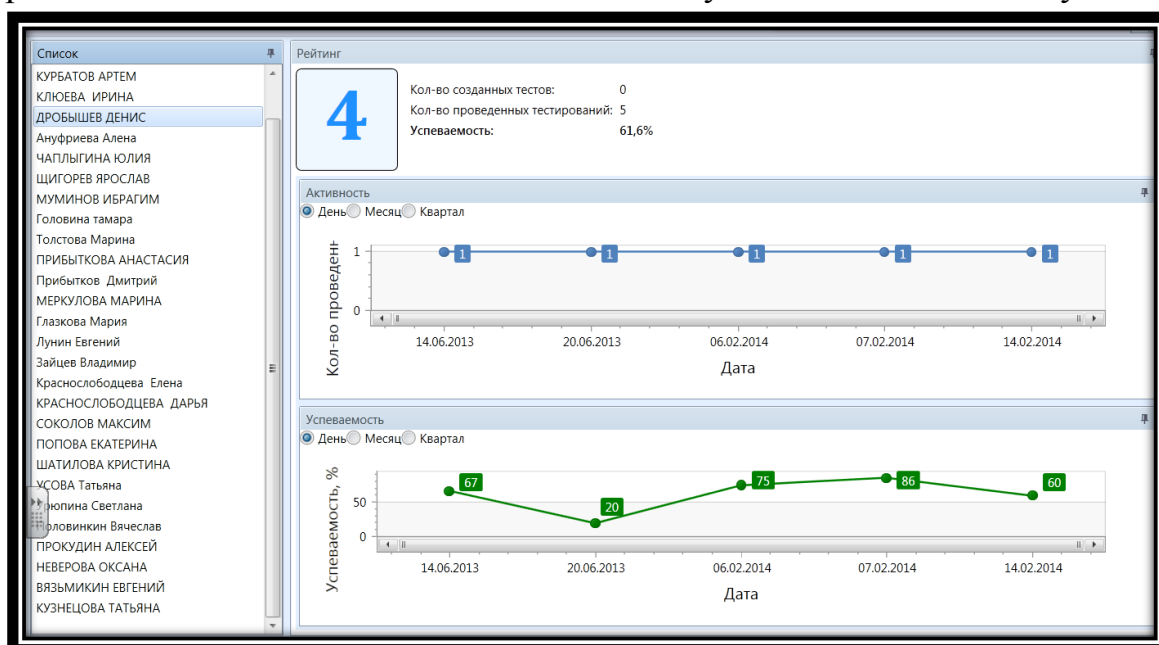 Список
КУРБАТОВ АРТЕМ
КЛЮЕВА ИРИНА
ДРОБЫШЕВ ДЕНИС
Ануфриева Алена
ЧАПЛЫГИНА ЮЛИЯ
ЩИГОРЕВ ЯРОСЛАВ
МУМИНОВ ИБРАГИМ
Головина тамара
Толстова Марина
ПРИБЫТКОВА АНАСТАСИЯ
Прибытков Дмитрий
МЕРКУЛОВА МАРИНА
Глазкова Мария
Лунин Евгений
Зайцев Владимир
Краснослободцева Елена
КРАСНОСЛОБОДЦЕВА ДАРЬЯ
СОКОЛОВ МАКСИМ
ПОПОВА ЕКАТЕРИНА
ШАТИЛОВА КРИСТИНА
УСОВА Татьяна
Светлана
Вячеслав
ПРОКУДИН АЛЕКСЕЙ
НЕВЕРОВА ОКСАНА
ВЯЗЬМИКИН ЕВГЕНИЙ
КУЗНЕЦОВА ТАТЬЯНА
Рейтинг
4
Кол-во созданных тестов: 0
Кол-во проведенных тестирований: 5
Успеваемость: 61,6%
Активность
День Месяц Квартал
Кол-во проведенн
1
0
1 1 1 1 1
14.06.2013 20.06.2013 06.02.2014 07.02.2014 14.02.2014
Дата
Успеваемость
День Месяц Квартал
Успеваемость, %
50
0
67 20 75 86 60
14.06.2013 20.06.2013 06.02.2014 07.02.2014 14.02.2014
Дата